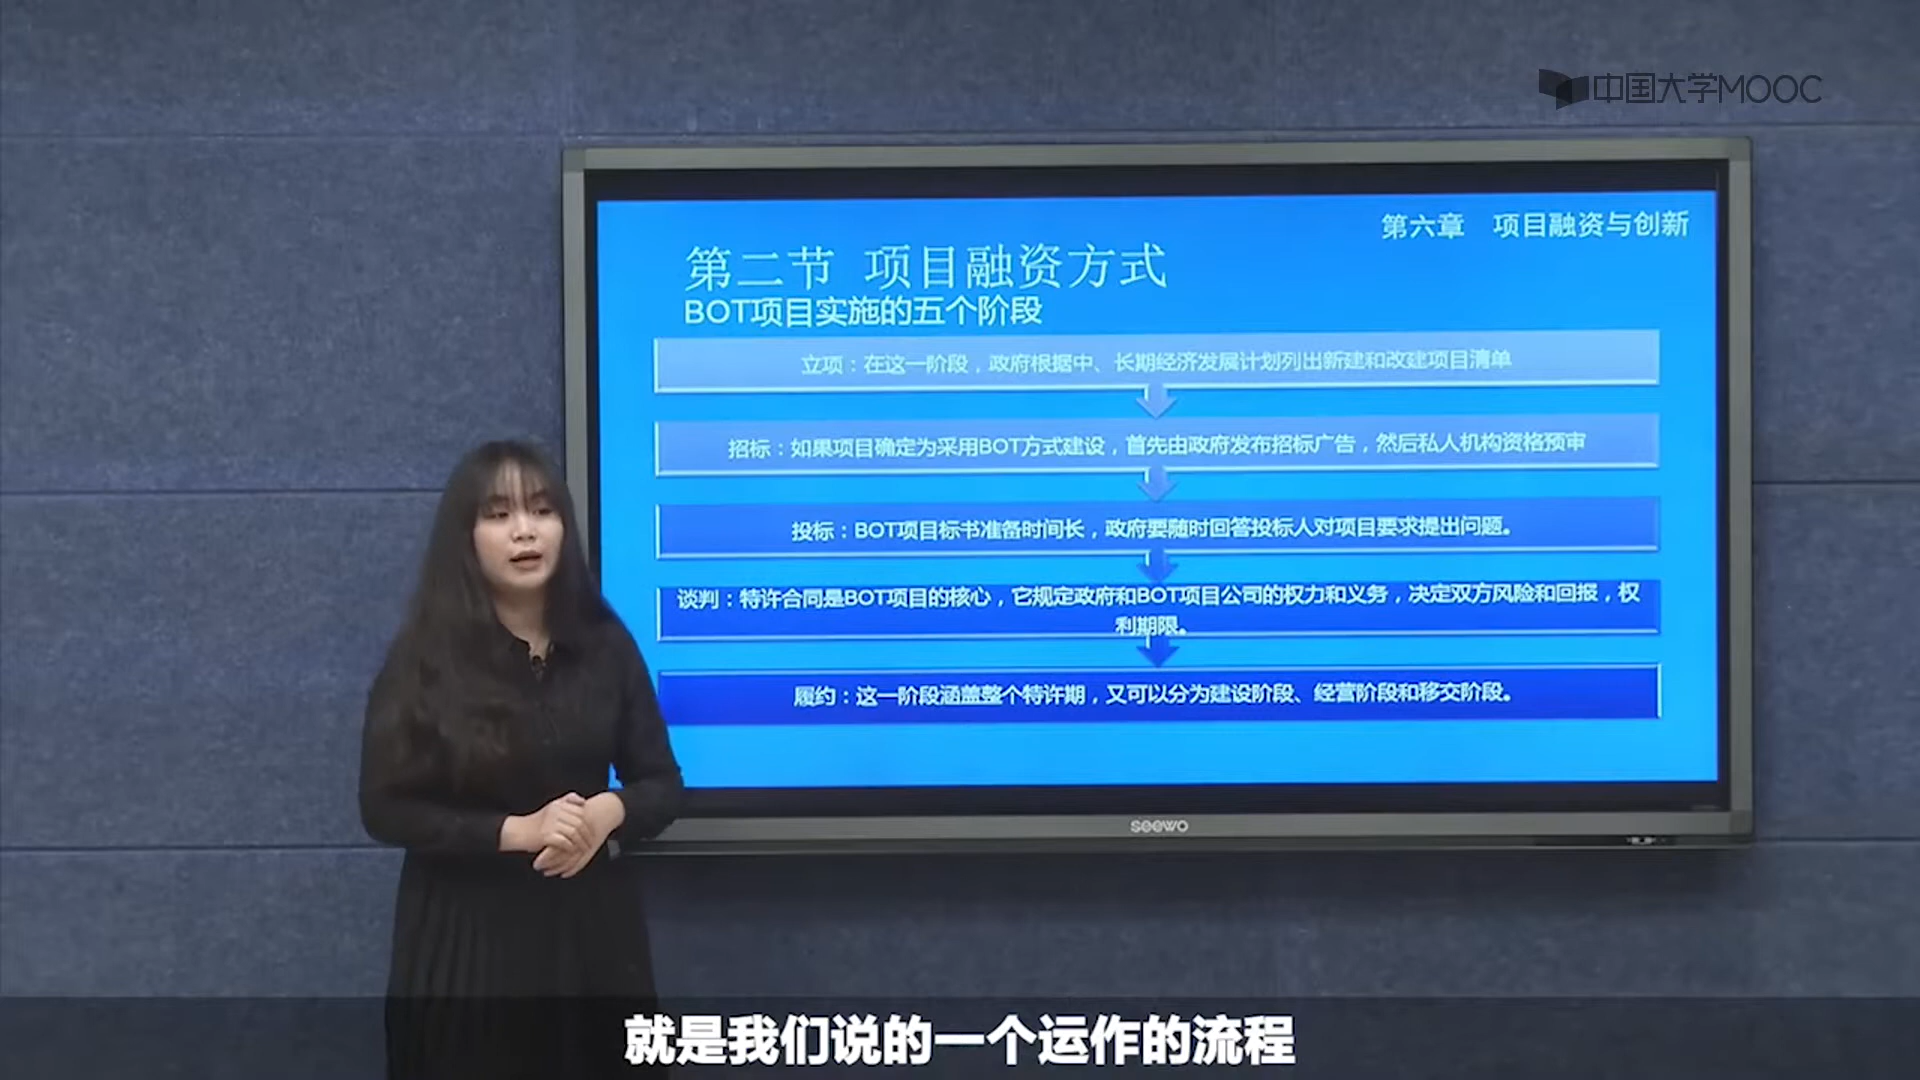 中国大学MOOC
第六章 项目融资与创新
第二节 项目融资方式
BOT项目实施的五个阶段
立项：在这一阶段，政府根据中、长期经济发展计划列出新建和改建项目清单
招标：如果项目确定为采用BOT方式建设，首先由政府发布招标广告，然后私人机构资格预审
投标：BOT项目标书准备时间长，政府要随时回答投标人对项目要求提出问题。
谈判：特许合同是BOT项目的核心，它规定政府和BOT项目公司的权力和义务，决定双方风险和回报，权
利期限。
履约：这一阶段涵盖整个特许期，又可以分为建设阶段、经营阶段和移交阶段。
seewo
就是我们说的一个运作的流程